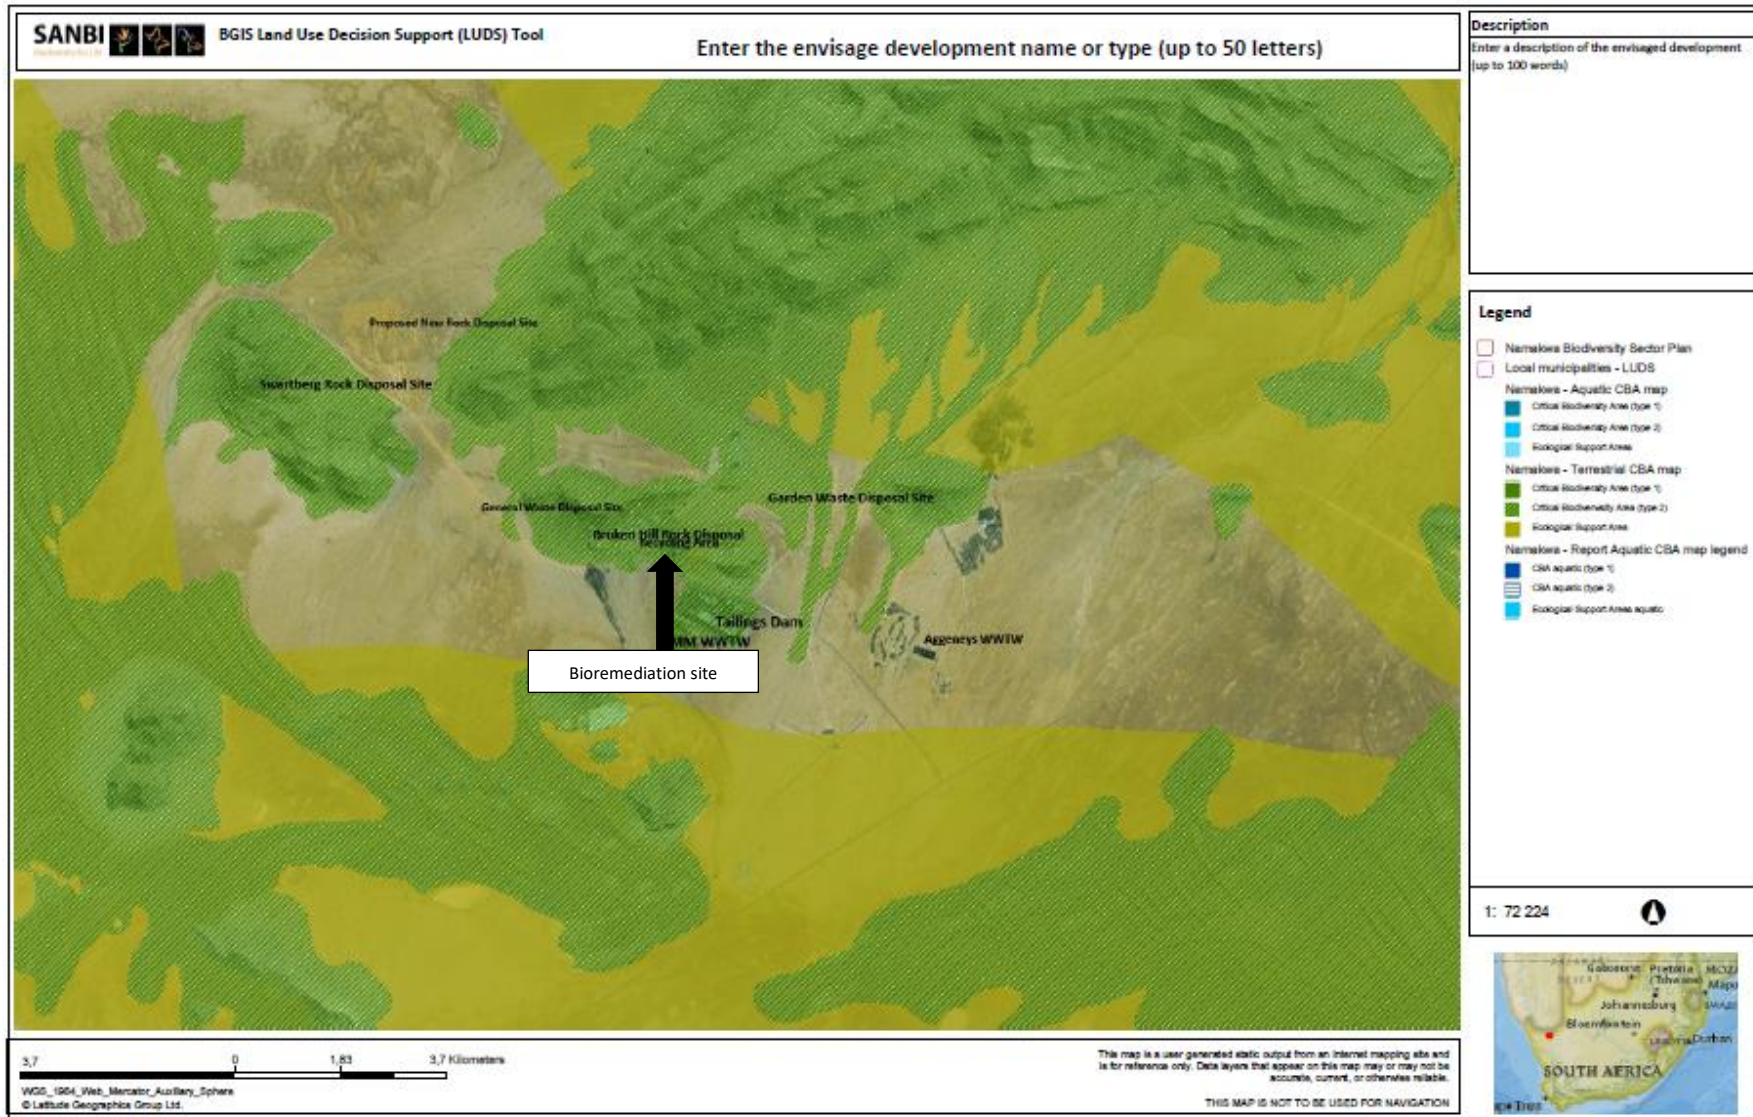 SANBI
BGIS Land Use Decision Support (LUDS) Tool
Enter the envisage development name or type (up to 50 letters)
Description
Enter a description of the envisaged development
(up to 100 words)
Proposed New Rock Disposal Site
Swartberg Rock Disposal Site
General Waste Disposal Site
Garden Waste Disposal Site
Broken Hill Rock Disposal
Recycling Area
Tailings Dam
MM WWTW
Aggeneys WWTW
Bioremediation site
Legend
Namakwa Biodiversity Sector Plan
Local municipalities - LUDS
Namakwa - Aquatic CBA map
Critical Biodiversity Area (type 1)
Critical Biodiversity Area (type 2)
Ecological Support Areas
Namakwa - Terrestrial CBA map
Critical Biodiversity Area (type 1)
Critical Biodiversity Area (type 2)
Ecological Support Area
Namakwa - Report Aquatic CBA map legend
CBA aquatic (type 1)
CBA aquatic (type 2)
Ecological Support Areas aquatic
1: 72 224
Gaborone Pretoria
(Tshwane) Map
Johannesburg
Bloemfontein
Durban
SOUTH AFRICA
3,7 0 1,83 3,7 Kilometers
WGS_1984_Web_Mercator_Auxiliary_Sphere
© Latitude Geographics Group Ltd.
This map is a user generated static output from an Internet mapping site and
is for reference only. Data layers that appear on this map may or may not be
accurate, current, or otherwise reliable.
THIS MAP IS NOT TO BE USED FOR NAVIGATION